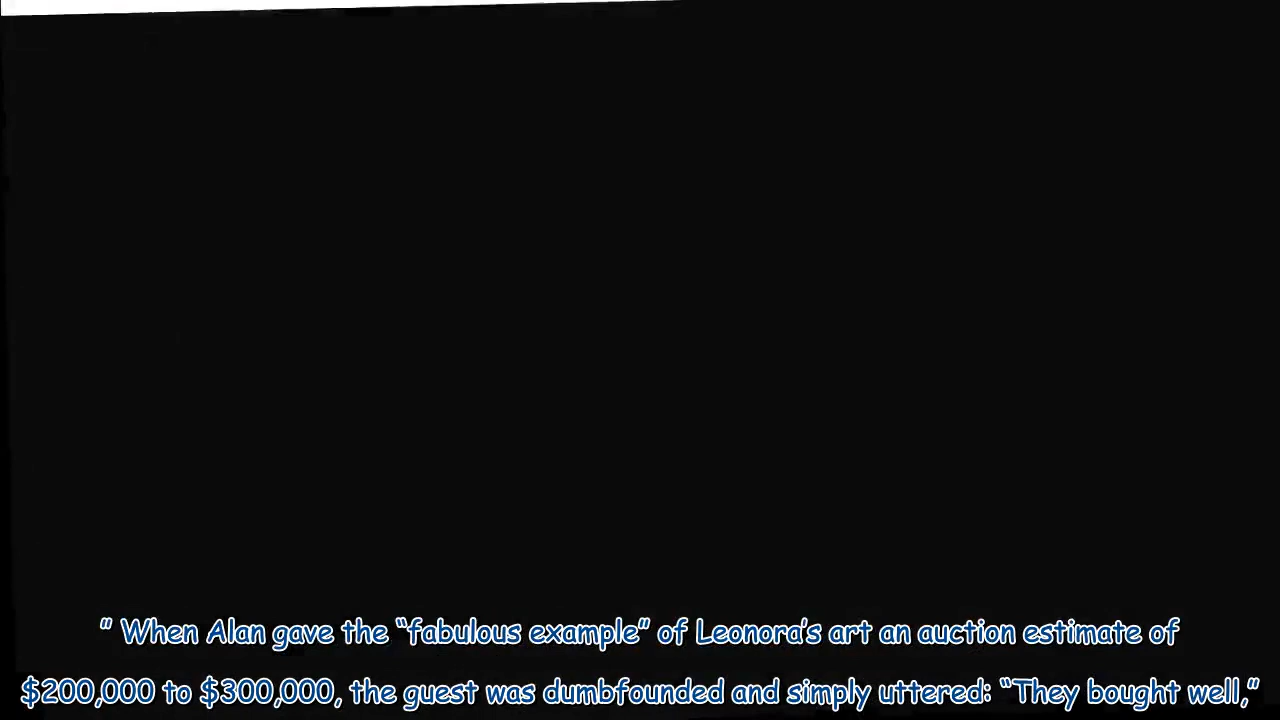 ” When Alan gave the “fabulous example” of Leonora’s art an auction estimate of
$200,000 to $300,000, the guest was dumbfounded and simply uttered: “They bought well,”